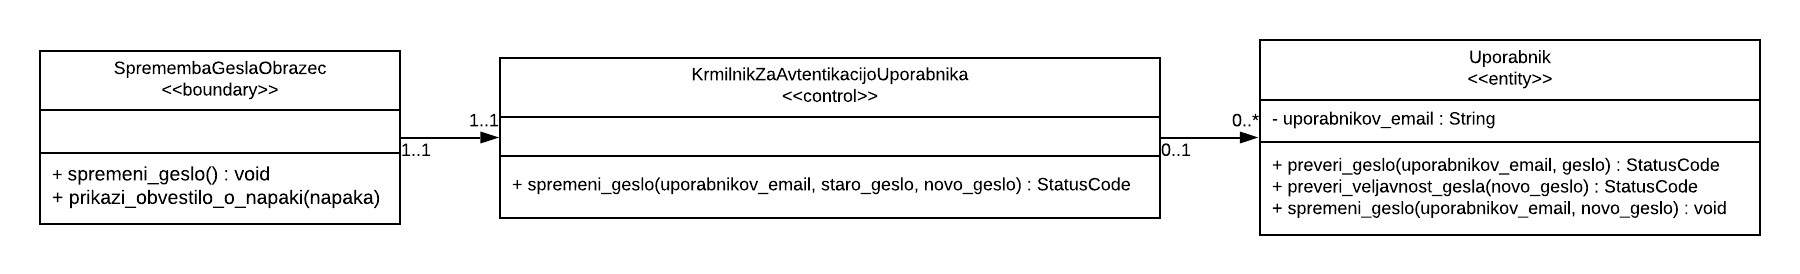 SpremembaGeslaObrazec
<<boundary>>
+ spremeni_geslo() : void
+ prikazi_obvestilo_o_napaki(napaka)
1..1
1..1
KrmilnikZaAvtentikacijoUporabnika
<<control>>
+ spremeni_geslo(uporabnikov_email, staro_geslo, novo_geslo) : StatusCode
0..*
0..1
Uporabnik
<<entity>>
- uporabnikov_email : String
+ preveri_geslo(uporabnikov_email, geslo) : StatusCode
+ preveri_veljavnost_gesla(novo_geslo) : StatusCode
+ spremeni_geslo(uporabnikov_email, novo_geslo) : void